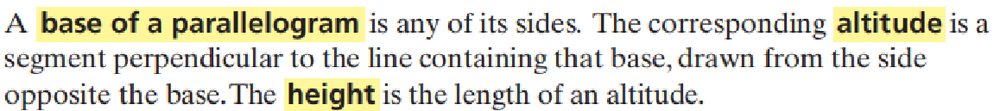 A base of a parallelogram is any of its sides. The corresponding altitude is a
segment perpendicular to the line containing that base, drawn from the side
opposite the base. The height is the length of an altitude.